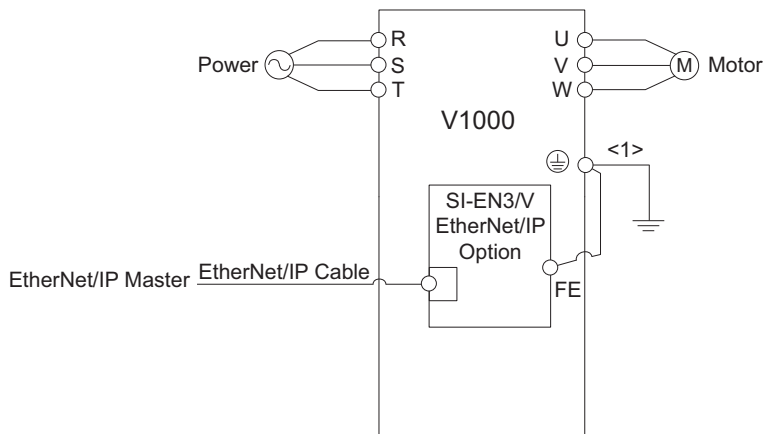 R
U
Power
S
V
M
Motor
T
W
V1000
<1>
SI-EN3/V
EtherNet/IP
Option
EtherNet/IP Master
EtherNet/IP Cable
FE